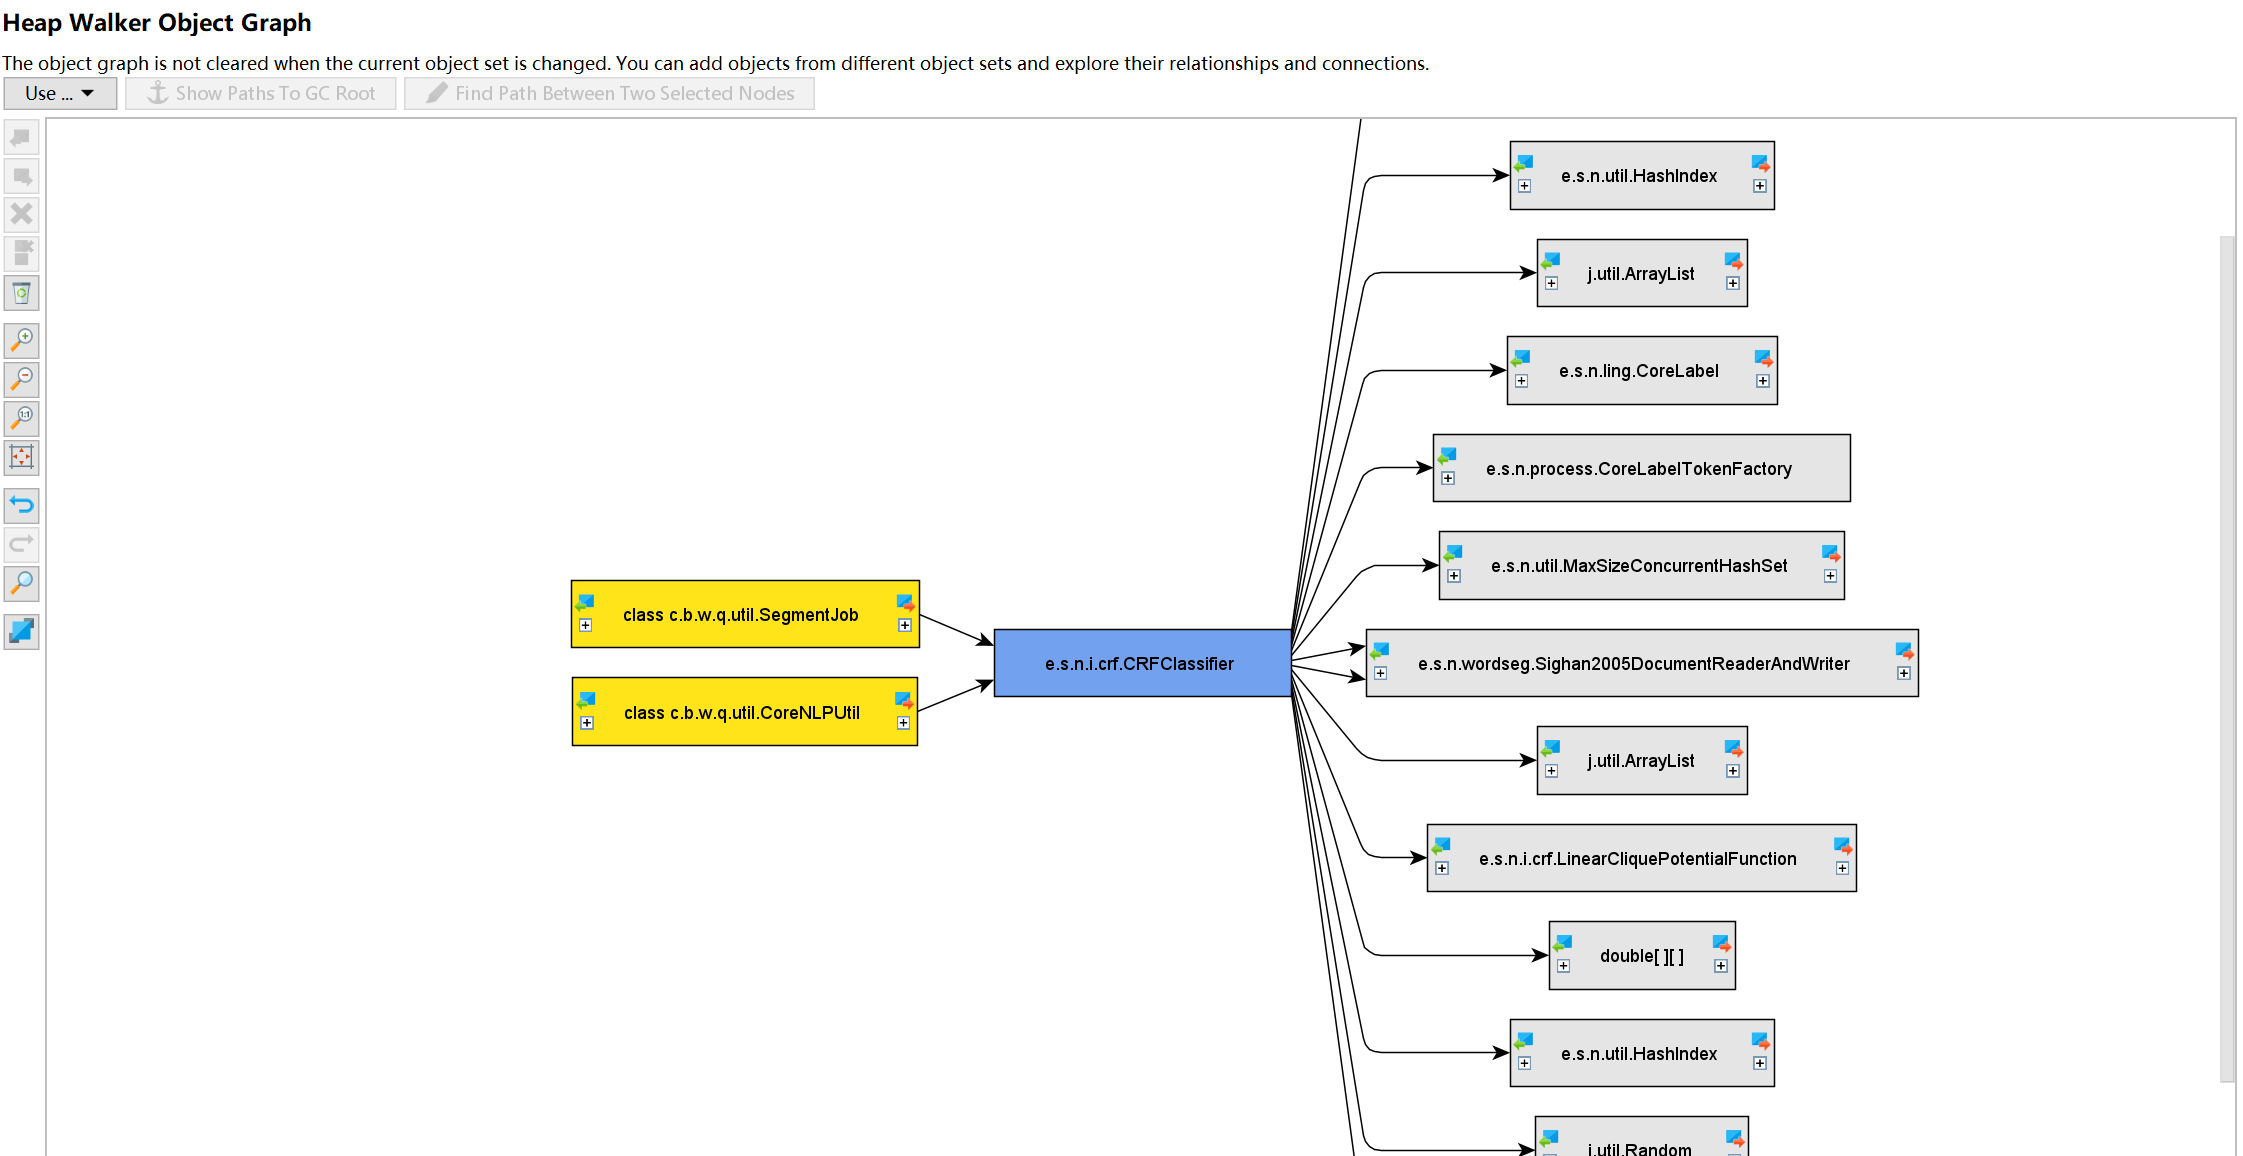 Heap Walker Object Graph
The object graph is not cleared when the current object set is changed. You can add objects from different object sets and explore their relationships and connections.
Use ...
Show Paths To GC Root
Find Path Between Two Selected Nodes
1:1
e.s.n.util.HashIndex
j.util.ArrayList
e.s.n.ling.CoreLabel
e.s.n.process.CoreLabelTokenFactory
e.s.n.util.MaxSizeConcurrentHashSet
class c.b.w.q.util.SegmentJob
e.s.n.i.crf.CRFClassifier
e.s.n.wordseg.Sighan2005DocumentReaderAndWriter
class c.b.w.q.util.CoreNLPUtil
j.util.ArrayList
e.s.n.i.crf.LinearCliquePotentialFunction
double[ ][ ]
e.s.n.util.HashIndex
j.util.Random